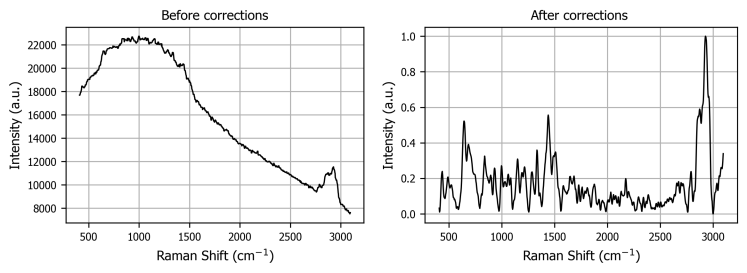 Before corrections
Intensity (a.u.)
22000
20000
18000
16000
14000
12000
10000
8000
500 1000 1500 2000 2500 3000
Raman Shift (cm⁻¹)
After corrections
Intensity (a.u.)
1.0
0.8
0.6
0.4
0.2
0.0
500 1000 1500 2000 2500 3000
Raman Shift (cm⁻¹)